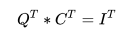 Q^T * C^T = I^T